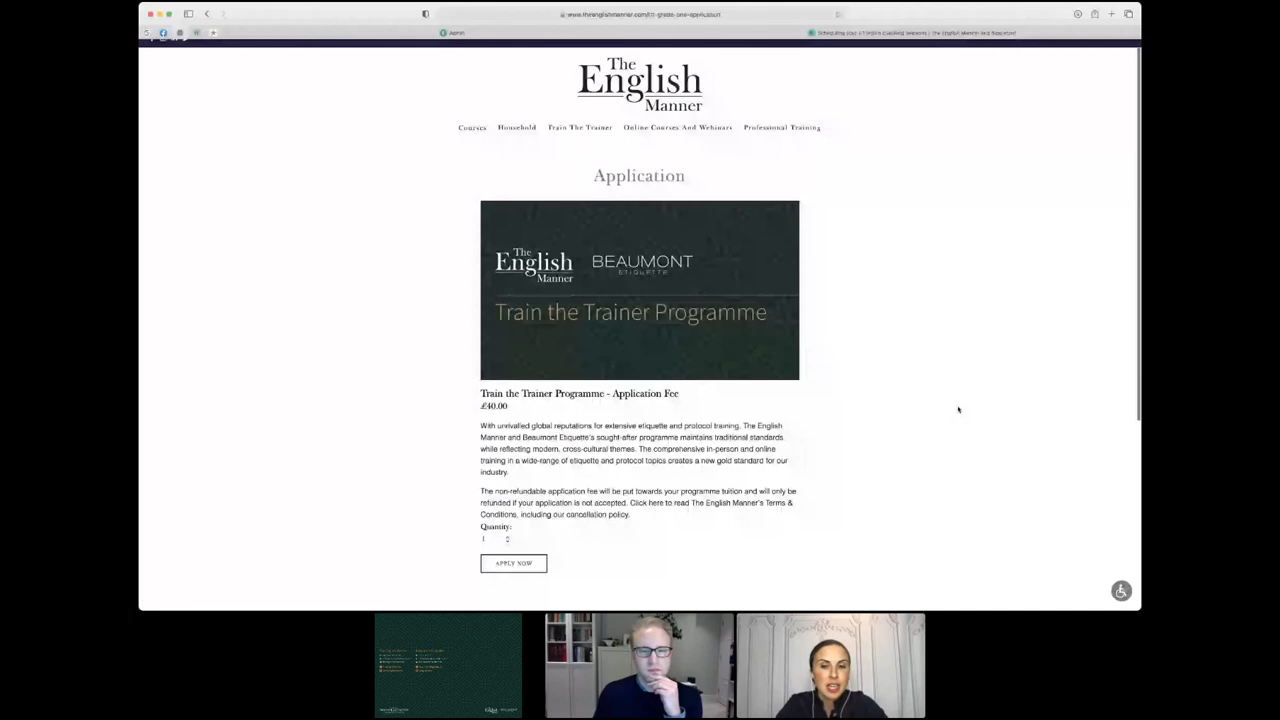 The
English
Manner
Courses Household Train The Trainer Online Courses And Webinars Professional Training
Application
The
English
Manner
BEAUMONT
ETIQUETTE
Train the Trainer Programme
Train the Trainer Programme - Application Fee
£40.00
With unrivalled global reputations for extensive etiquette and protocol training, The English
Manner and Beaumont Etiquette's sought-after programme maintains traditional standards
while reflecting modern, cross-cultural themes. The comprehensive in-person and online
training in a wide-range of etiquette and protocol topics creates a new gold standard for our
industry.
The non-refundable application fee will be put towards your programme tuition and will only be
refunded if your application is not accepted. Click here to read The English Manner's Terms &
Conditions, including our cancellation policy.
Quantity:
1
APPLY NOW